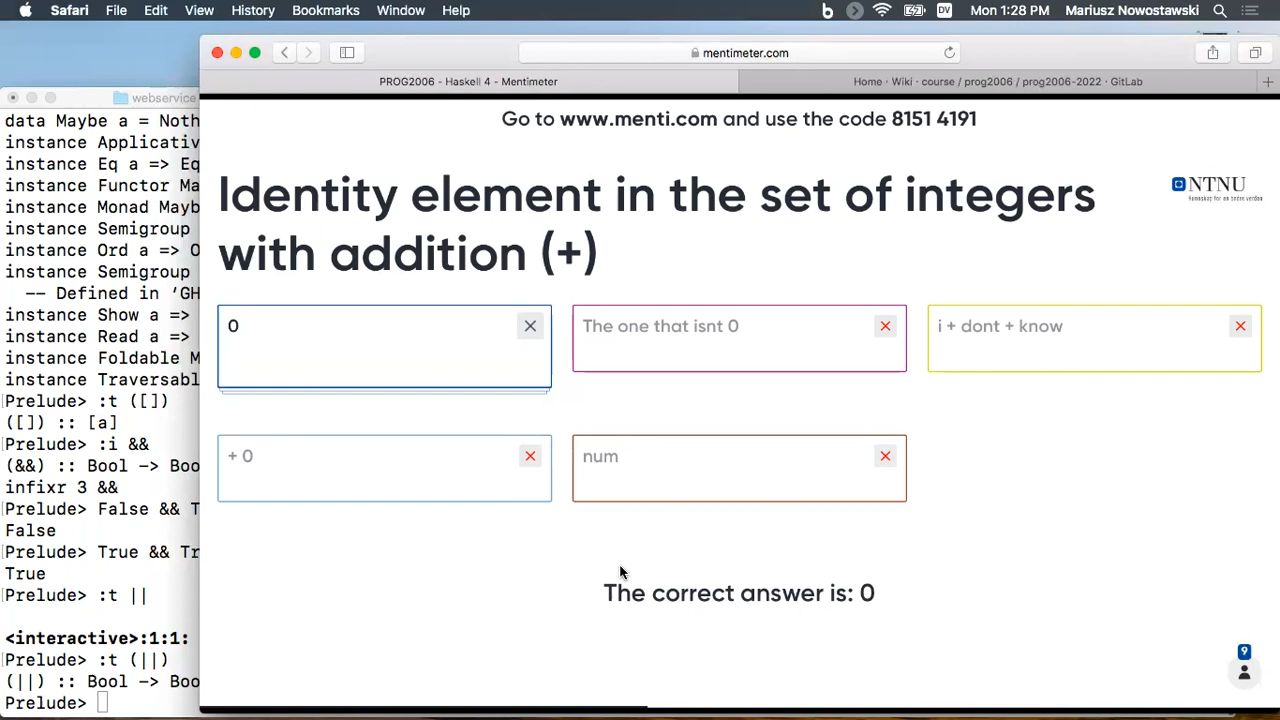 Safari File Edit View History Bookmarks Window Help DV Mon 1:28 PM Mariusz Nowostawski
mentimeter.com
PROG2006 - Haskell 4 - Mentimeter
Home · Wiki · course / prog2006 / prog2006-2022 · GitLab
webservice
data Maybe a = Noth
instance Applicativ
instance Eq a => Eq
instance Functor Ma
instance Monad Mayb
instance Semigroup
instance Ord a => O
instance Semigroup
-- Defined in ‘GH
instance Show a =>
instance Read a =>
instance Foldable M
instance Traversabl
Prelude> :t ([])
([]) :: [a]
Prelude> :i &&
(&&) :: Bool -> Boo
infixr 3 &&
Prelude> False && T
False
Prelude> True && Tr
True
Prelude> :t ||
<interactive>:1:1:
Prelude> :t (||)
(||) :: Bool -> Boo
Prelude>
Go to www.menti.com and use the code 8151 4191
Identity element in the set of integers
with addition (+)
NTNU
Kunnskap for en bedre verden
0
The one that isnt 0
i + dont + know
+ 0
num
The correct answer is: 0
9